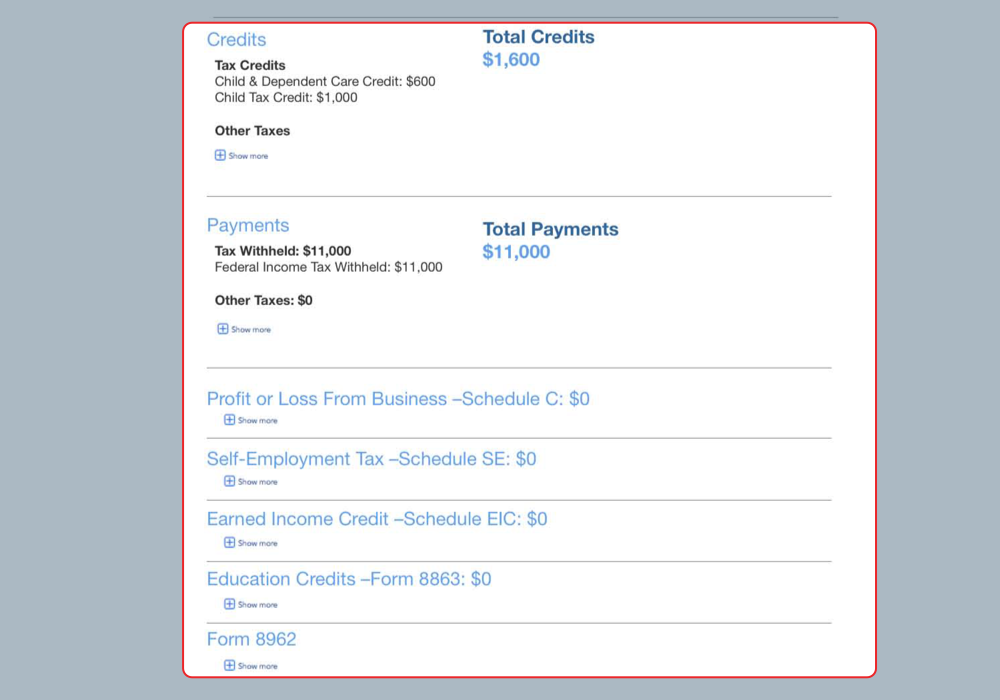 Credits
Total Credits
$1,600
Tax Credits
Child & Dependent Care Credit: $600
Child Tax Credit: $1,000
Other Taxes
Show more
Payments
Total Payments
$11,000
Tax Withheld: $11,000
Federal Income Tax Withheld: $11,000
Other Taxes: $0
Show more
Profit or Loss From Business –Schedule C: $0
Show more
Self-Employment Tax –Schedule SE: $0
Show more
Earned Income Credit –Schedule EIC: $0
Show more
Education Credits –Form 8863: $0
Show more
Form 8962
Show more